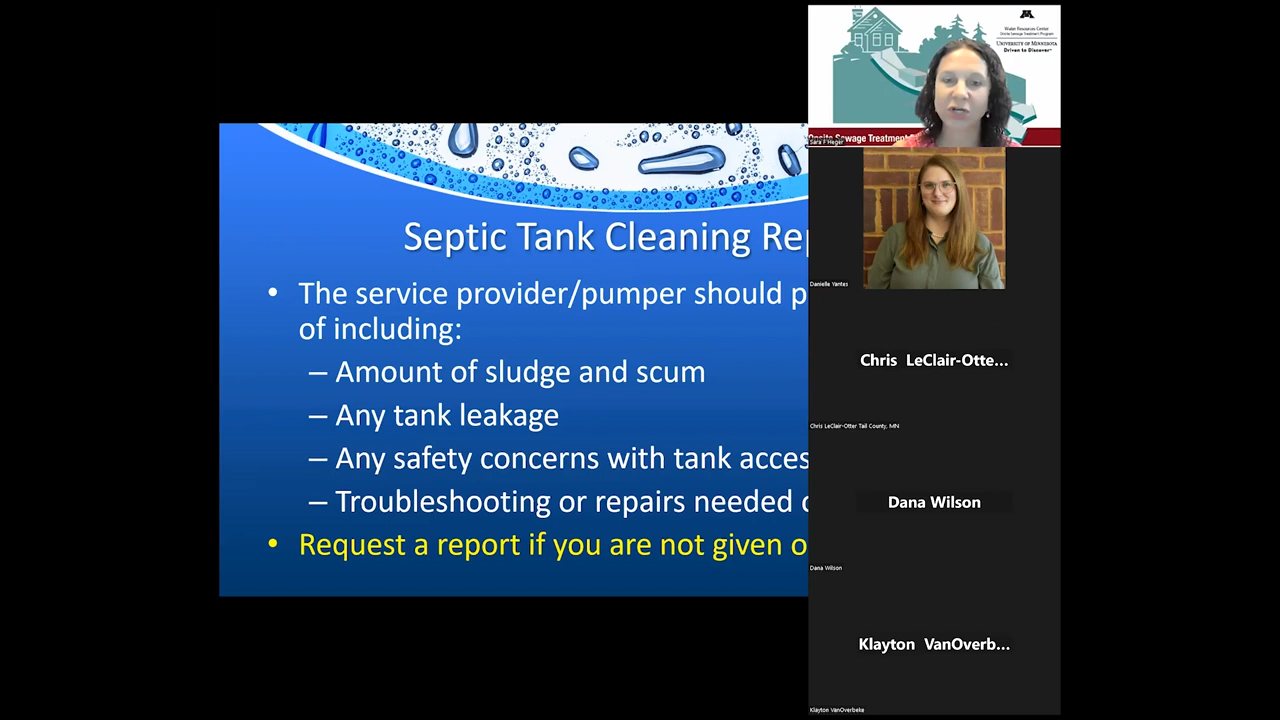 Septic Tank Cleaning Rep
• The service provider/pumper should p
of including:
– Amount of sludge and scum
– Any tank leakage
– Any safety concerns with tank acces
– Troubleshooting or repairs needed
• Request a report if you are not given o
Water Resources Center
Onsite Sewage Treatment Program
UNIVERSITY OF MINNESOTA
Driven to Discover
Onsite Sewage Treatment
Sara F Heger
Danielle Yantes
Chris LeClair-Otte...
Chris LeClair-Otter Tail County, MN
Dana Wilson
Dana Wilson
Klayton VanOverb...
Klayton VanOverbeke